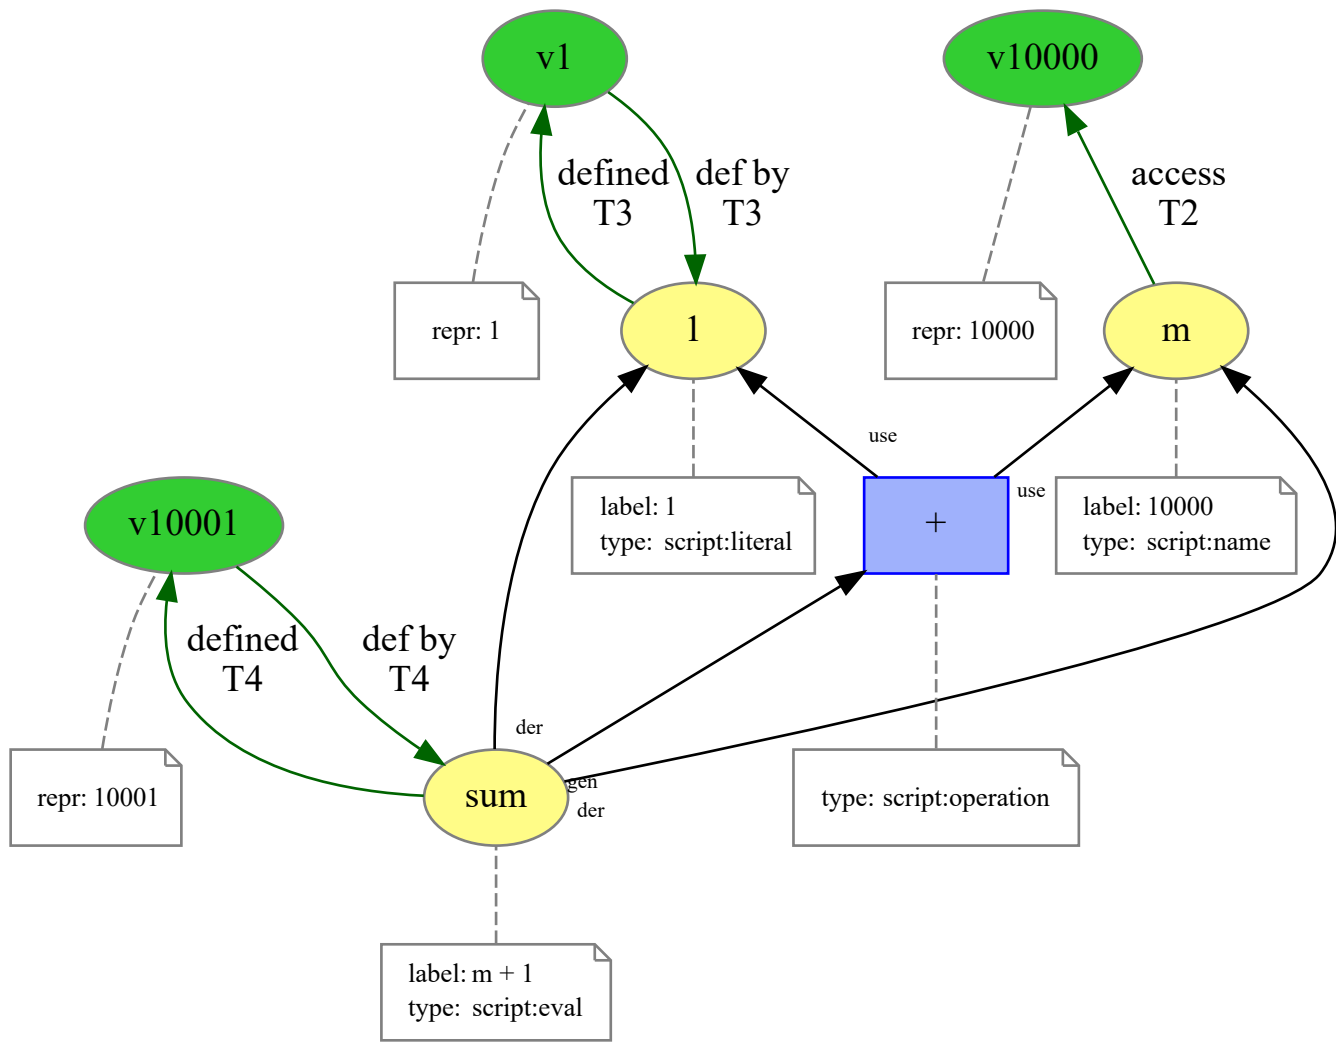 v1
v10000
defined
T3
def by
T3
access
T2
repr: 1
1
repr: 10000
m
use
label: 1
type: script:literal
+
use
label: 10000
type: script:name
v10001
defined
T4
def by
T4
der
gen
der
repr: 10001
sum
type: script:operation
label: m + 1
type: script:eval